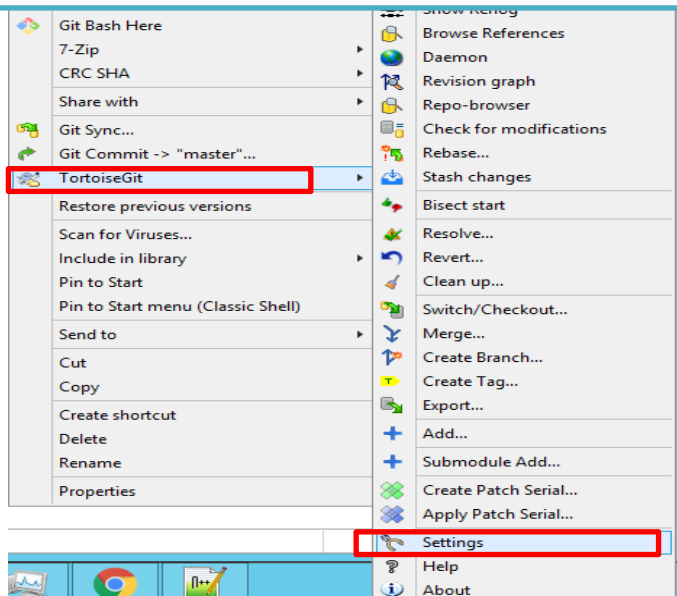 Git Bash Here
7-Zip
CRC SHA
Share with
Git Sync...
Git Commit -> "master"...
TortoiseGit
Restore previous versions
Scan for Viruses...
Include in library
Pin to Start
Pin to Start menu (Classic Shell)
Send to
Cut
Copy
Create shortcut
Delete
Rename
Properties
Show Reflog
Browse References
Daemon
Revision graph
Repo-browser
Check for modifications
Rebase...
Stash changes
Bisect start
Resolve...
Revert...
Clean up...
Switch/Checkout...
Merge...
Create Branch...
Create Tag...
Export...
Add...
Submodule Add...
Create Patch Serial...
Apply Patch Serial...
Settings
Help
About